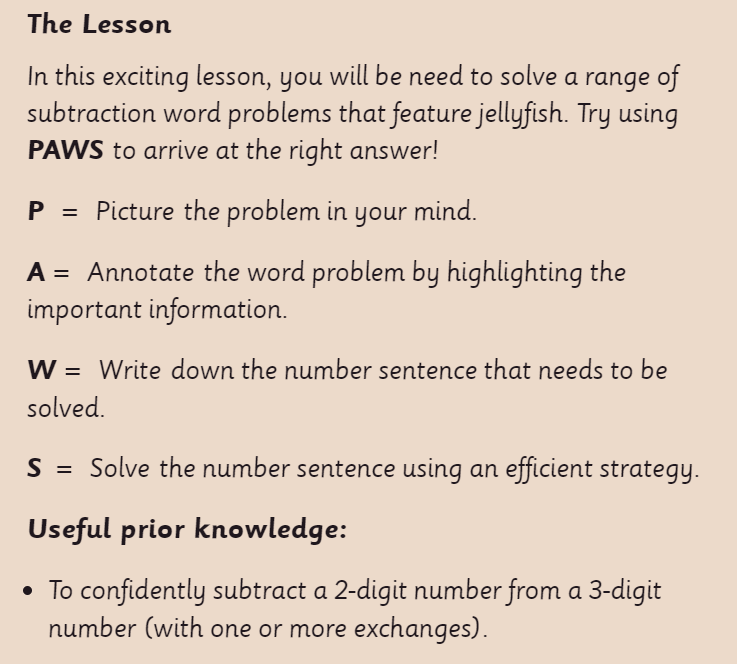 The Lesson
In this exciting lesson, you will be need to solve a range of
subtraction word problems that feature jellyfish. Try using
PAWS to arrive at the right answer!
P = Picture the problem in your mind.
A = Annotate the word problem by highlighting the
important information.
W = Write down the number sentence that needs to be
solved.
S = Solve the number sentence using an efficient strategy.
Useful prior knowledge:
• To confidently subtract a 2-digit number from a 3-digit
number (with one or more exchanges).